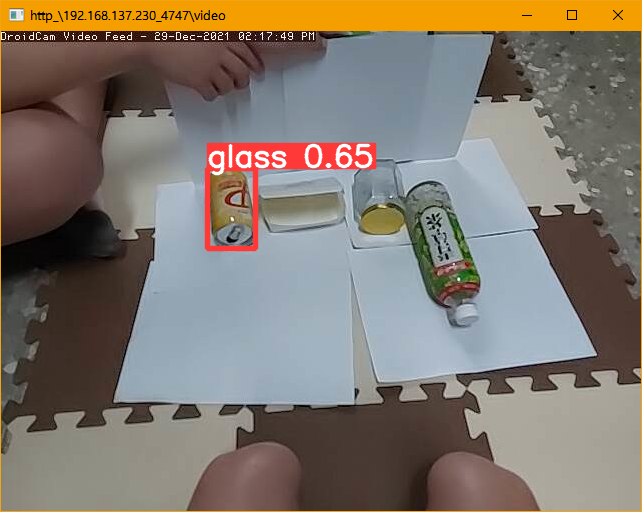 http_\192.168.137.230_4747\video
DroidCam Video Feed - 29-Dec-2021 02:17:49 PM
glass 0.65